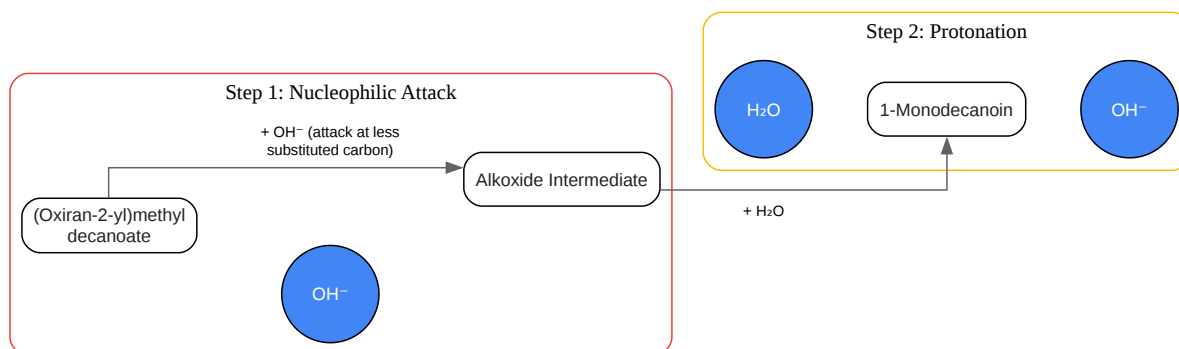 Step 2: Protonation
H₂O
1-Monodecanoin
OH⁻
Step 1: Nucleophilic Attack
+ OH⁻ (attack at less
substituted carbon)
Alkoxide Intermediate
(Oxiran-2-yl)methyl
decanoate
+ H₂O
OH⁻